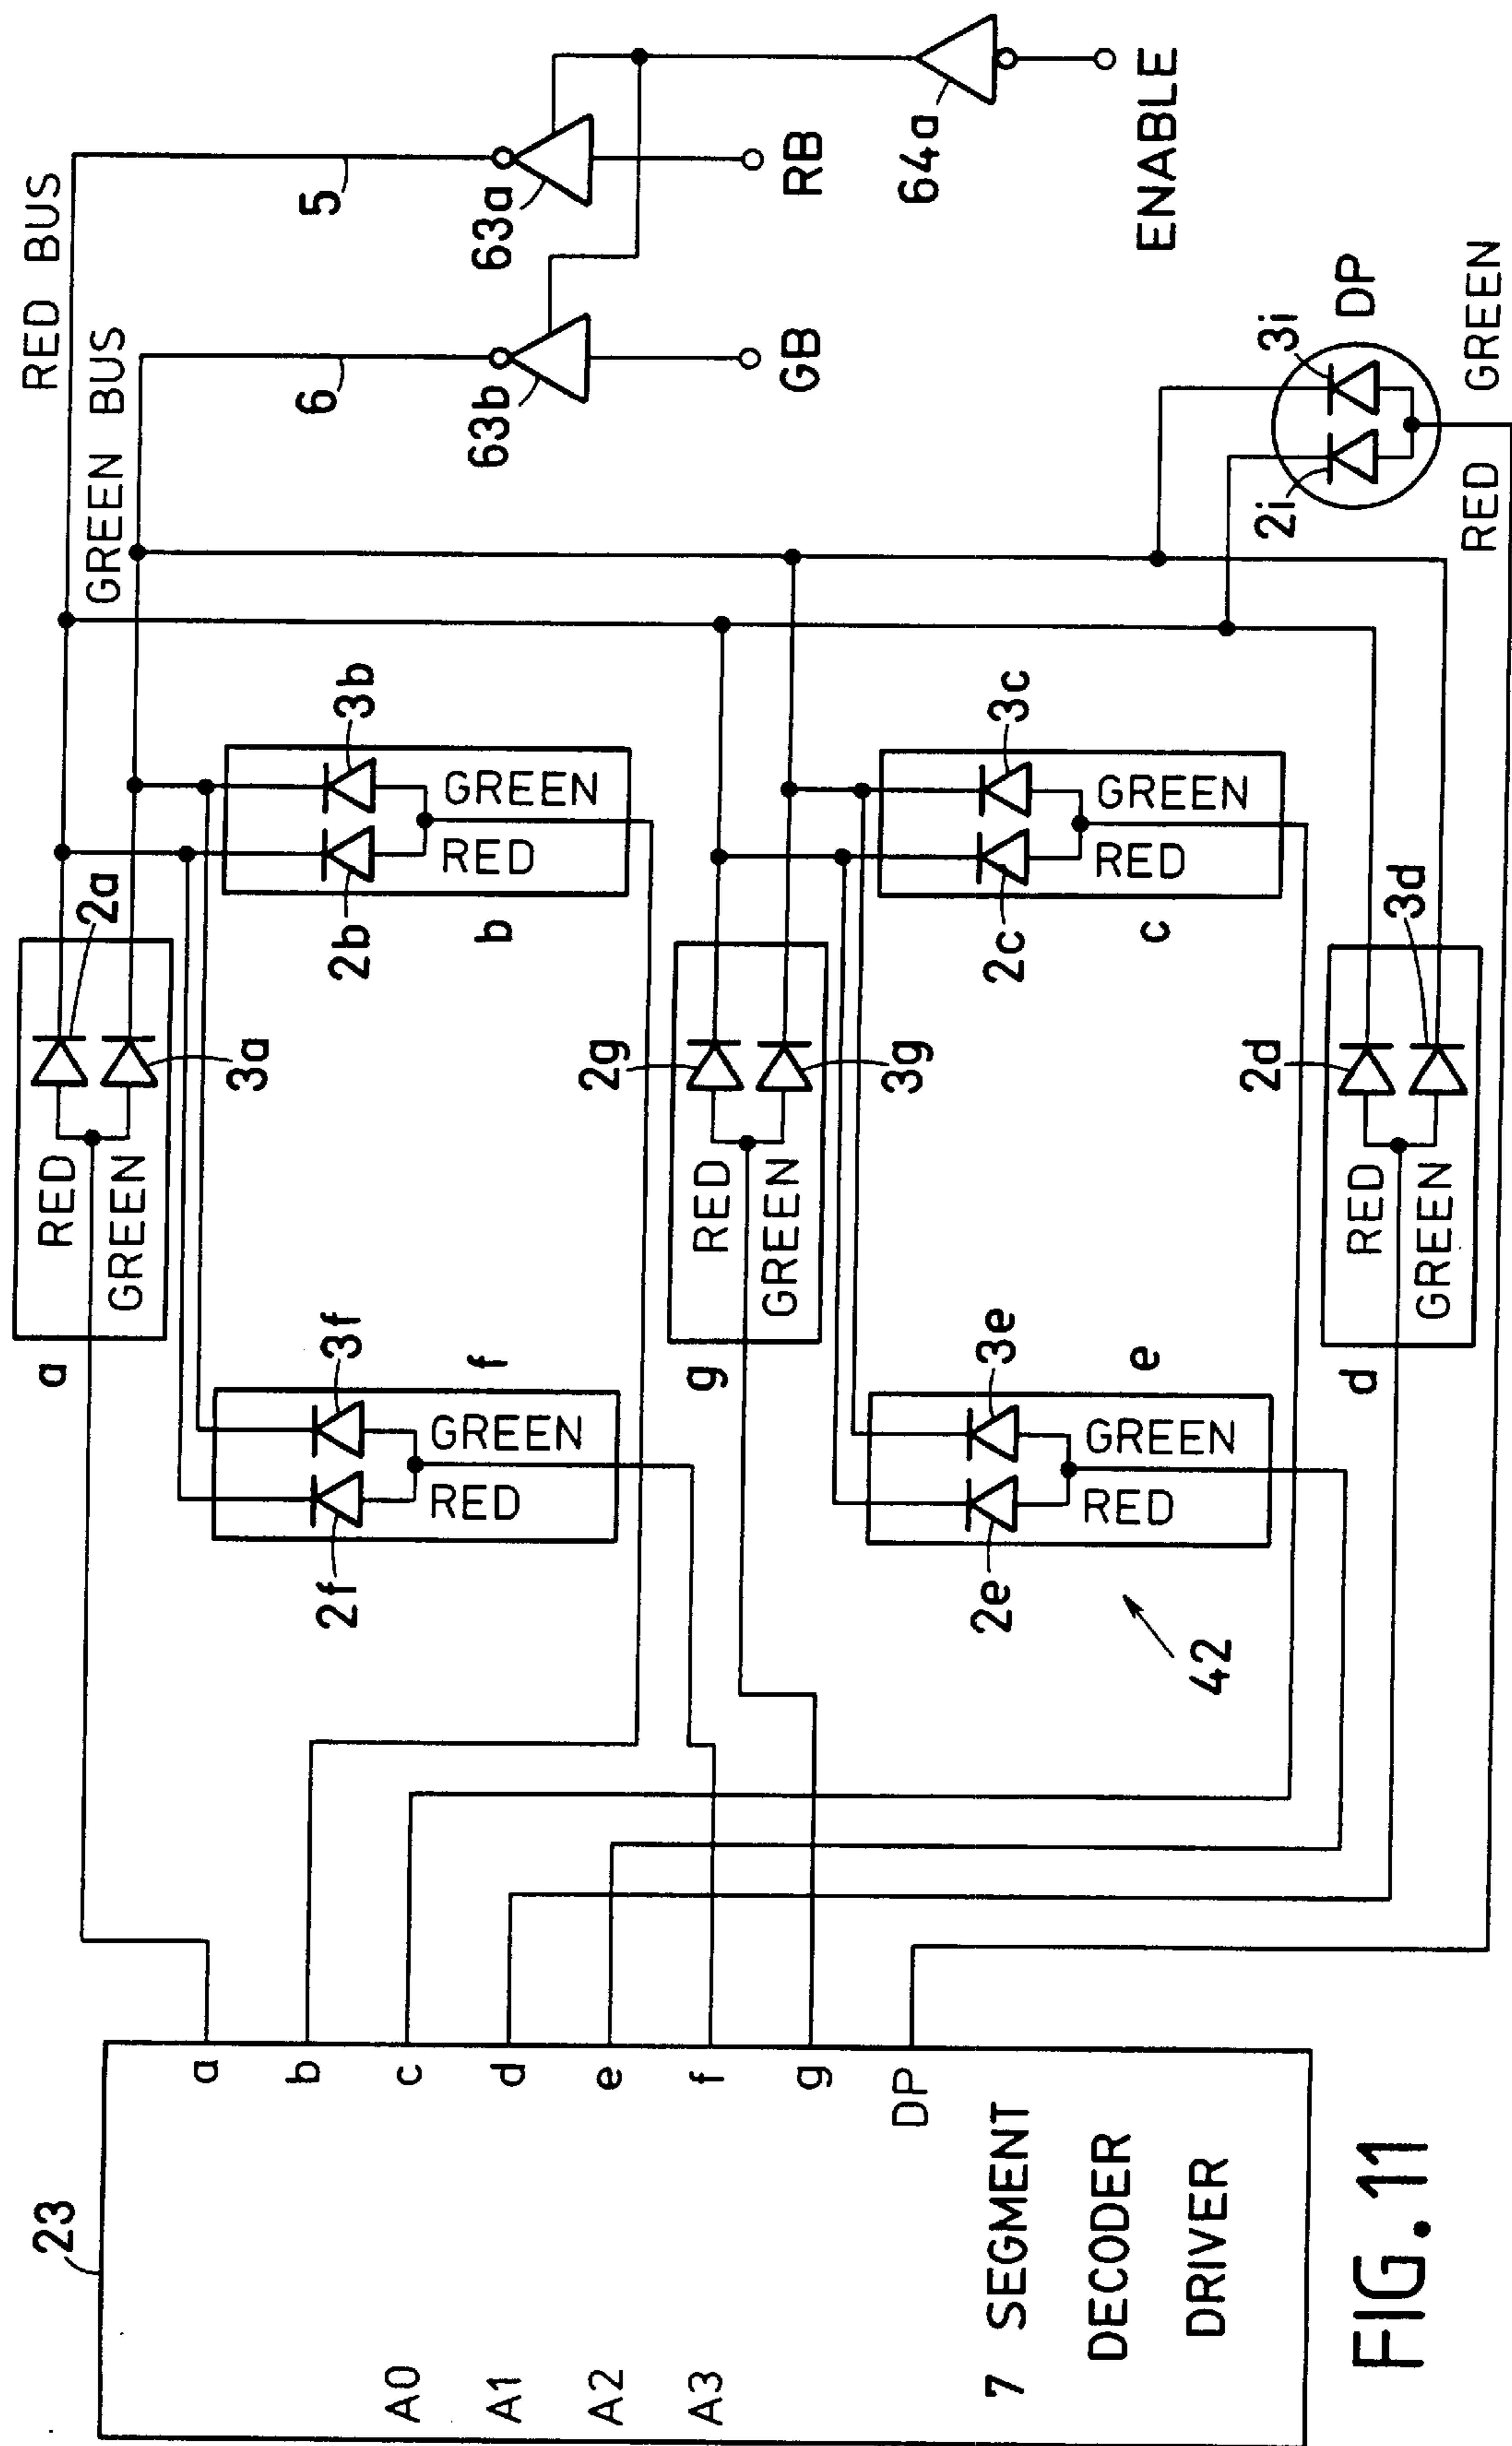 23
A0
A1
A2
A3
a
b
c
d
e
f
g
DP
7 SEGMENT
DECODER
DRIVER
a
RED
GREEN
2a
3a
f
2f
3f
RED
GREEN
b
2b
3b
RED
GREEN
g
2g
3g
RED
GREEN
e
2e
3e
RED
GREEN
c
2c
3c
RED
GREEN
d
2d
3d
RED
GREEN
42
RED BUS
GREEN BUS
5
6
63a
63b
RB
GB
64a
ENABLE
2i
3i
DP
RED
GREEN
FIG. 11